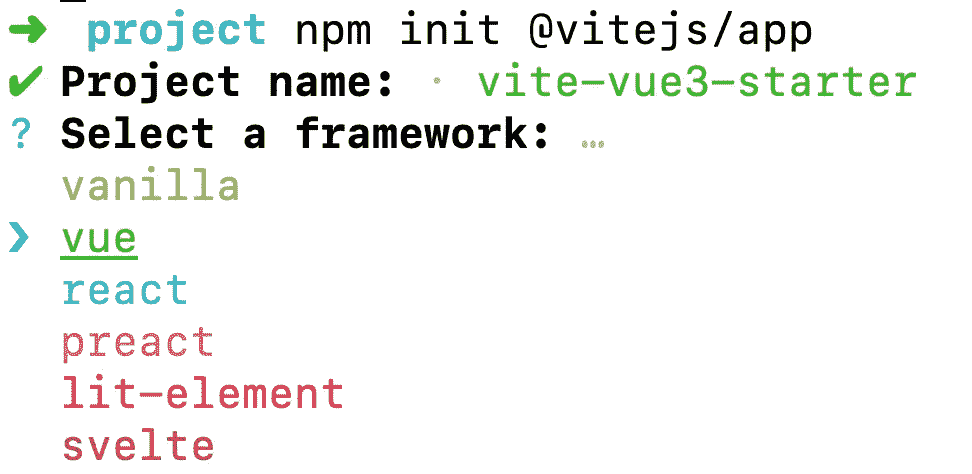 ➜ project npm init @vitejs/app
✔ Project name: · vite-vue3-starter
? Select a framework: …
vanilla
❯ vue
react
preact
lit-element
svelte